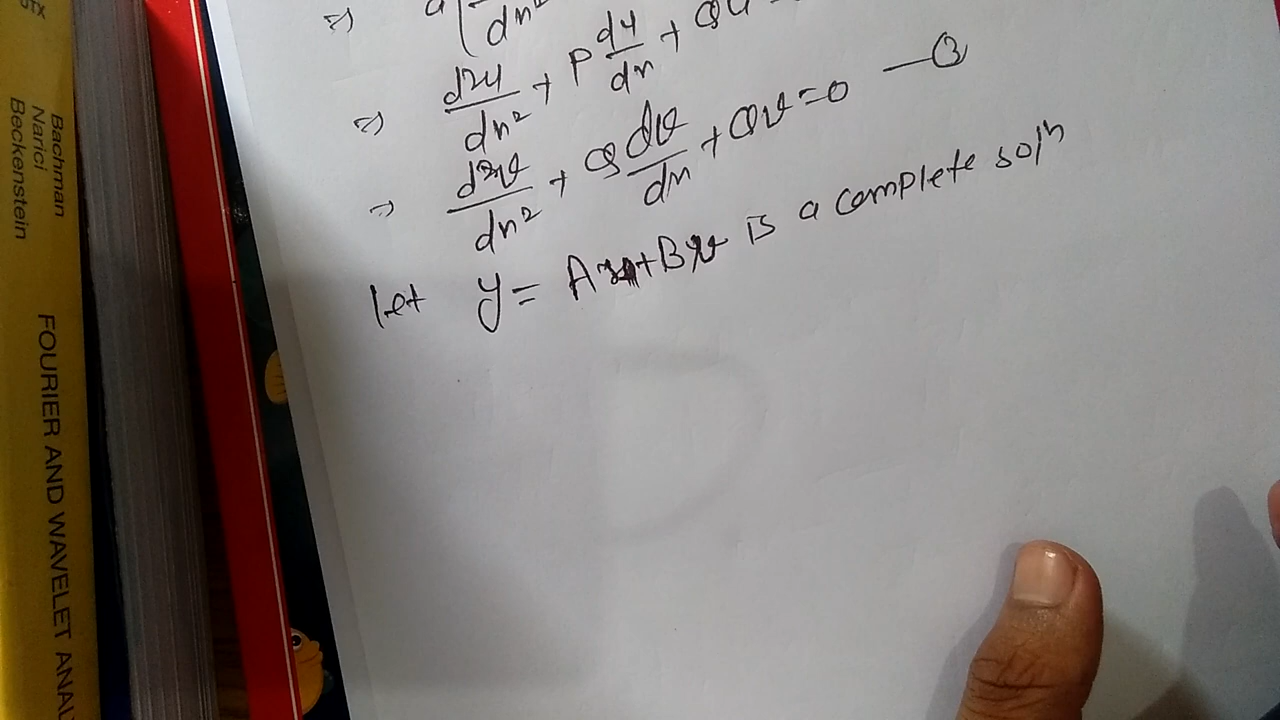 ⇒ d²u/dx² + P du/dx + Qu
⇒ d²v/dx² + Q dv/dx + Qv = 0 —③
let y = A + Bv is a complete solⁿ
Bachman
Narici
Beckenstein
FOURIER AND WAVELET ANAL